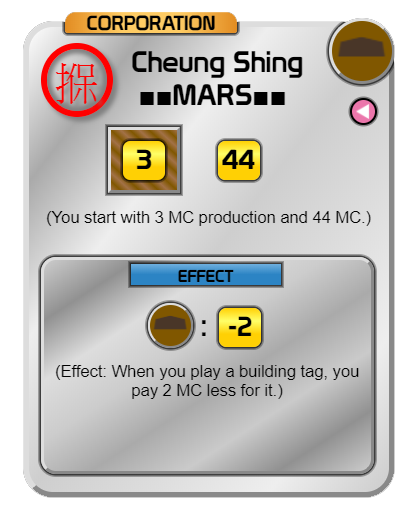 CORPORATION
Cheung Shing
■■MARS■■
3 44
(You start with 3 MC production and 44 MC.)
EFFECT
: -2
(Effect: When you play a building tag, you
pay 2 MC less for it.)